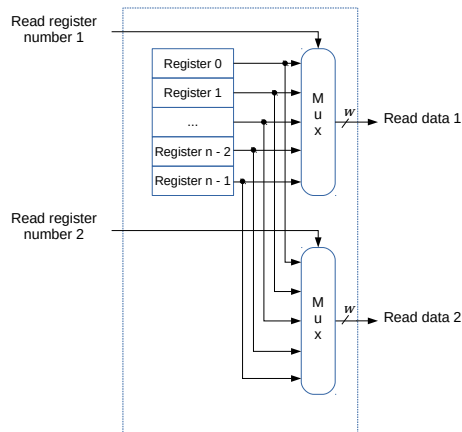 Read register
number 1
Register 0
Register 1
...
Register n - 2
Register n - 1
M
u
x
w
Read data 1
Read register
number 2
M
u
x
w
Read data 2